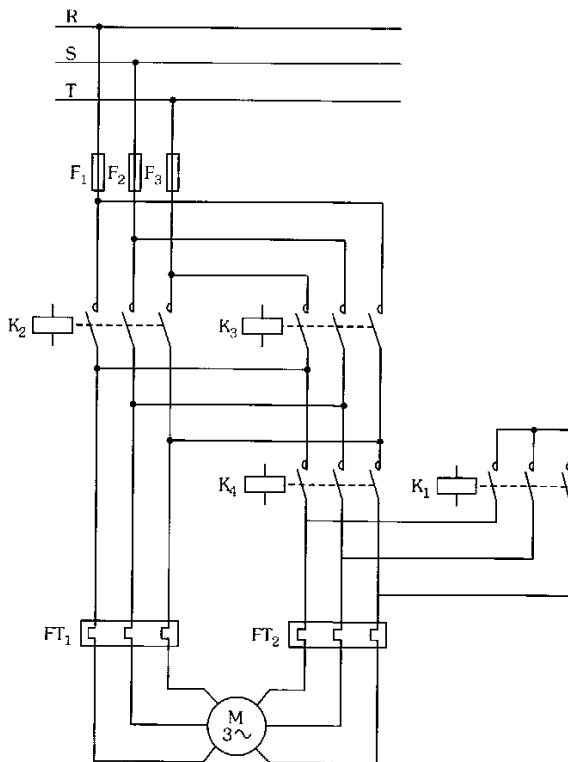 R
S
T
F₁ F₂ F₃
K₂ K₃
K₄ K₁
FT₁ FT₂
M
3∿